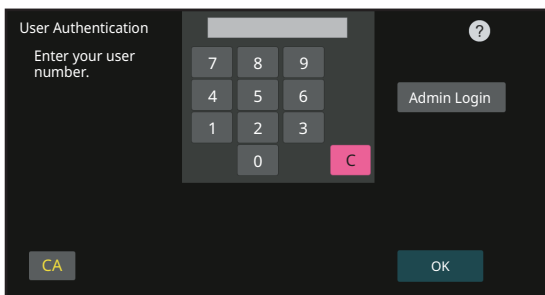 User Authentication
?
Enter your user
number.
7 8 9
4 5 6
Admin Login
1 2 3
0 C
CA
OK